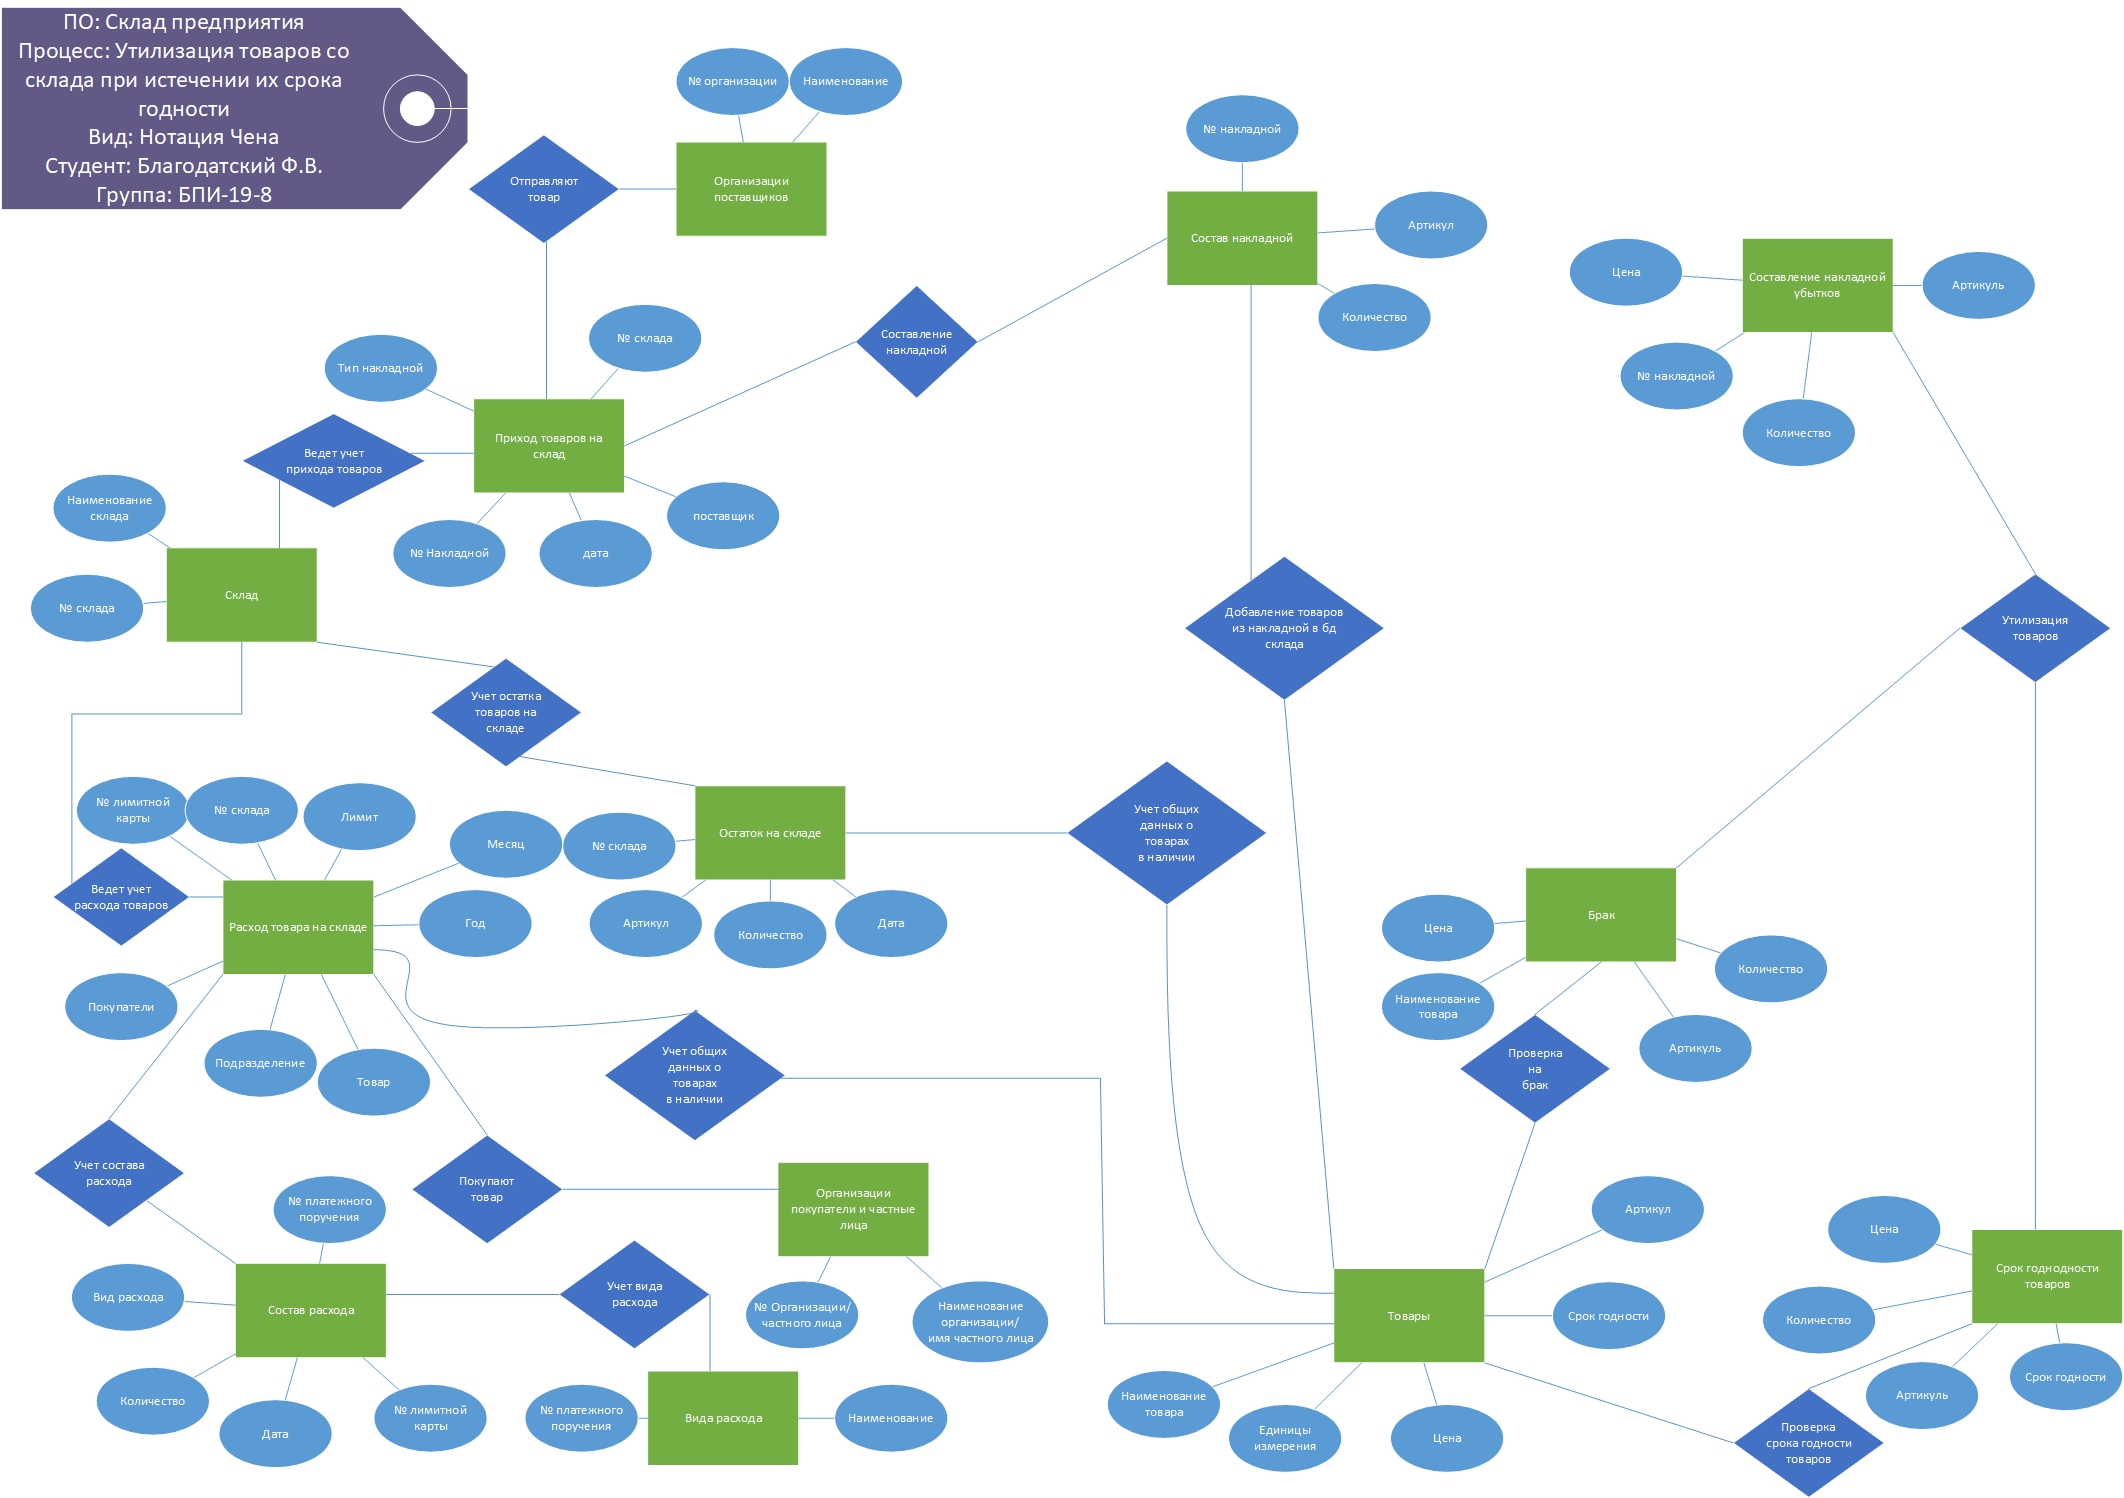 ПО: Склад предприятия
Процесс: Утилизация товаров со
склада при истечении их срока
годности
Вид: Нотация Чена
Студент: Благодатский Ф.В.
Группа: БПИ-19-8
№ организации
Наименование
Отправляют
товар
Организации
поставщиков
№ накладной
Состав накладной
Артикул
Количество
Цена
Составление накладной
убытков
Артикуль
№ накладной
Количество
Составление
накладной
№ склада
Тип накладной
Приход товаров на
склад
Ведет учет
прихода товаров
№ Накладной
дата
поставщик
Наименование
склада
№ склада
Склад
Добавление товаров
из накладной в бд
склада
Утилизация
товаров
Учет остатка
товаров на
складе
№ лимитной
карты
№ склада
Лимит
Месяц
Год
Ведет учет
расхода товаров
Расход товара на складе
Покупатели
Подразделение
Товар
№ склада
Остаток на складе
Артикул
Количество
Дата
Учет общих
данных о
товарах
в наличии
Цена
Брак
Количество
Наименование
товара
Артикуль
Проверка
на
брак
Учет общих
данных о
товарах
в наличии
Учет состава
расхода
Покупают
товар
Организации
покупатели и частные
лица
№ Организации/
частного лица
Наименование
организации/
имя частного лица
№ платежного
поручения
Вид расхода
Состав расхода
Количество
Дата
№ лимитной
карты
Учет вида
расхода
№ платежного
поручения
Вида расхода
Наименование
Артикул
Товары
Срок годности
Наименование
товара
Единицы
измерения
Цена
Цена
Срок годнодности
товаров
Количество
Артикуль
Срок годности
Проверка
срока годности
товаров